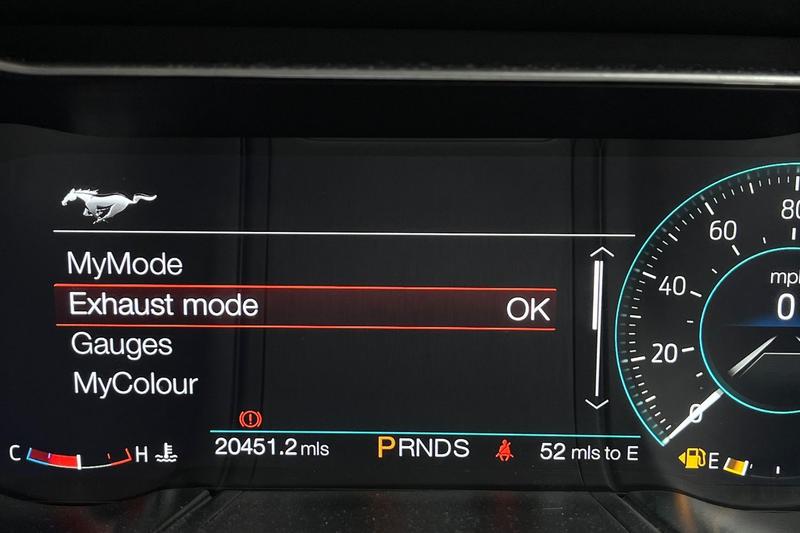 MyMode
Exhaust mode OK
Gauges
MyColour
C H
20451.2 mls
PRNDS
52 mls to E
E
0
20
40
60
80
mph
0